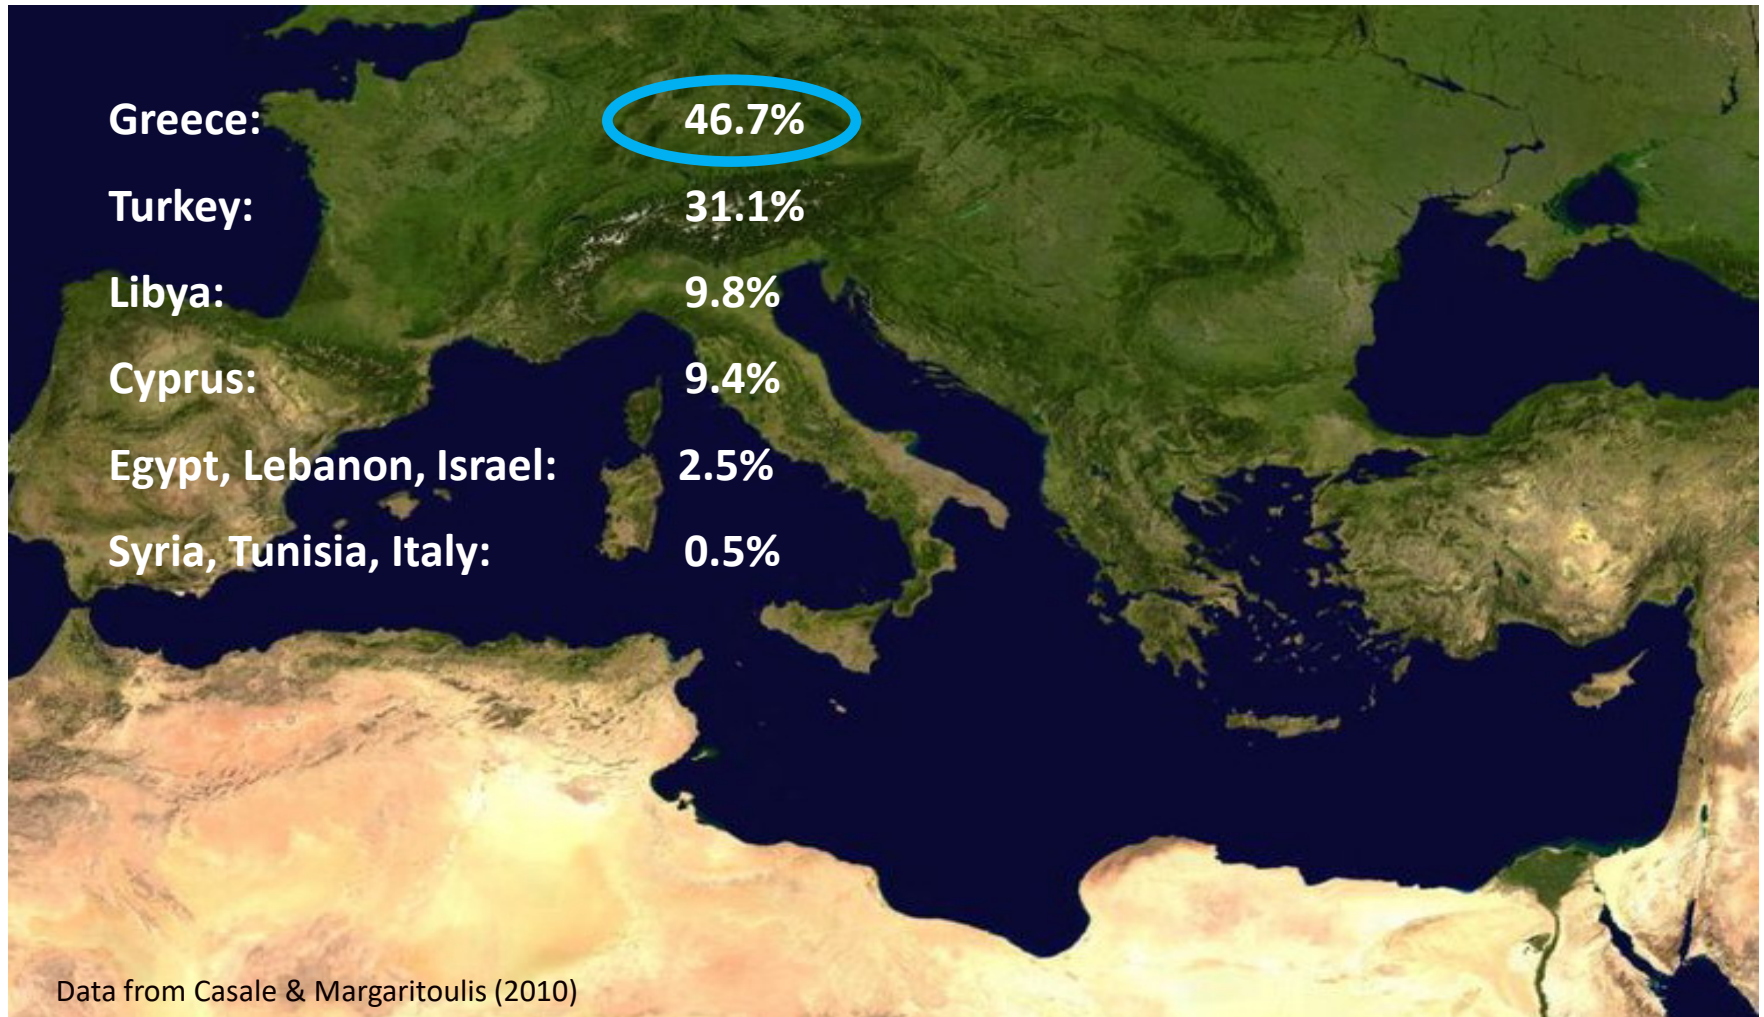 Greece: 46.7%
Turkey: 31.1%
Libya: 9.8%
Cyprus: 9.4%
Egypt, Lebanon, Israel: 2.5%
Syria, Tunisia, Italy: 0.5%
Data from Casale & Margaritoulis (2010)